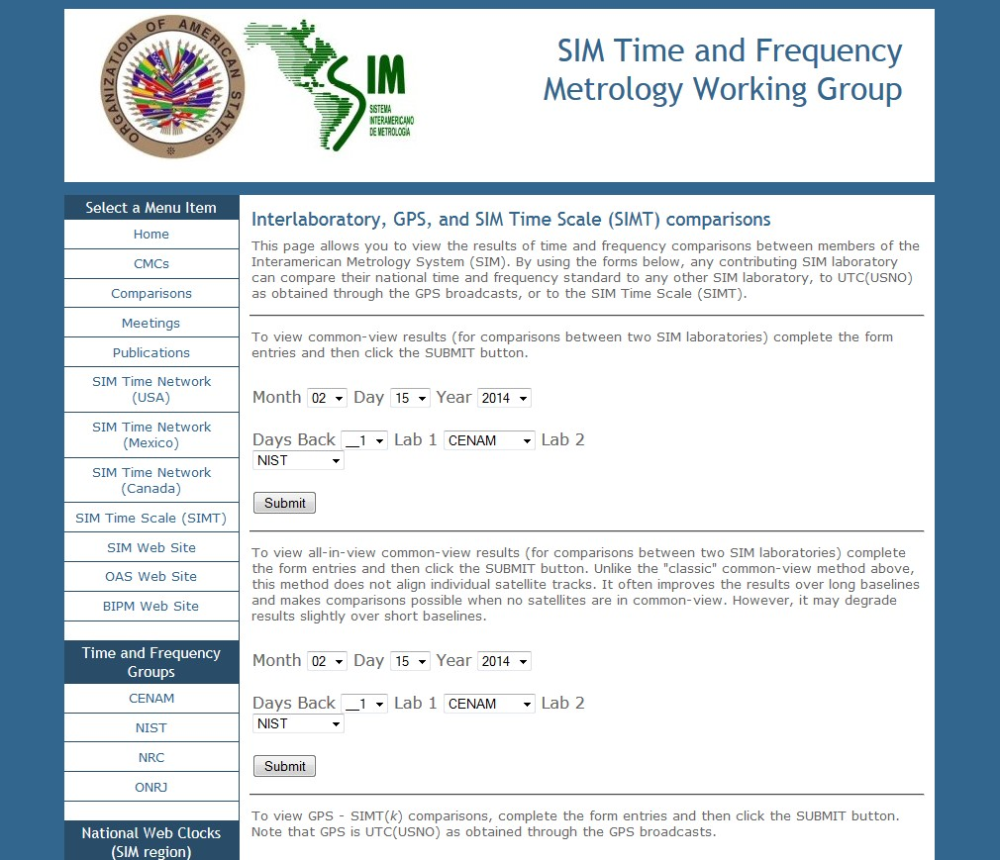 ORGANIZATION OF AMERICAN STATES
SIM
SISTEMA
INTERAMERICANO
DE METROLOGIA
SIM Time and Frequency
Metrology Working Group
Select a Menu Item
Home
CMCs
Comparisons
Meetings
Publications
SIM Time Network
(USA)
SIM Time Network
(Mexico)
SIM Time Network
(Canada)
SIM Time Scale (SIMT)
SIM Web Site
OAS Web Site
BIPM Web Site
Time and Frequency
Groups
CENAM
NIST
NRC
ONRJ
National Web Clocks
(SIM region)
Interlaboratory, GPS, and SIM Time Scale (SIMT) comparisons
This page allows you to view the results of time and frequency comparisons between members of the
Interamerican Metrology System (SIM). By using the forms below, any contributing SIM laboratory
can compare their national time and frequency standard to any other SIM laboratory, to UTC(USNO)
as obtained through the GPS broadcasts, or to the SIM Time Scale (SIMT).
To view common-view results (for comparisons between two SIM laboratories) complete the form
entries and then click the SUBMIT button.
Month 02 Day 15 Year 2014
Days Back __1 Lab 1 CENAM Lab 2
NIST
Submit
To view all-in-view common-view results (for comparisons between two SIM laboratories) complete
the form entries and then click the SUBMIT button. Unlike the "classic" common-view method above,
this method does not align individual satellite tracks. It often improves the results over long baselines
and makes comparisons possible when no satellites are in common-view. However, it may degrade
results slightly over short baselines.
Month 02 Day 15 Year 2014
Days Back __1 Lab 1 CENAM Lab 2
NIST
Submit
To view GPS - SIMT(k) comparisons, complete the form entries and then click the SUBMIT button.
Note that GPS is UTC(USNO) as obtained through the GPS broadcasts.